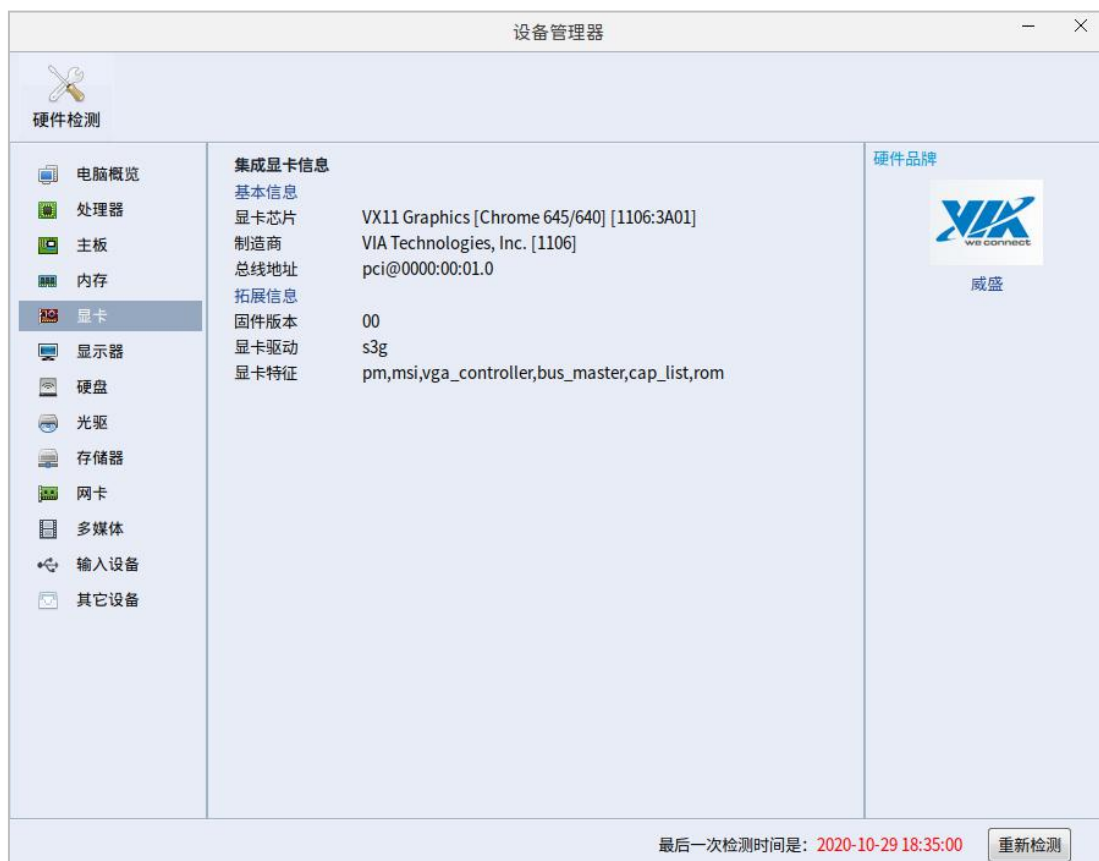 设备管理器
硬件检测
电脑概览
处理器
主板
内存
显卡
显示器
硬盘
光驱
存储器
网卡
多媒体
输入设备
其它设备
集成显卡信息
基本信息
显卡芯片 VX11 Graphics [Chrome 645/640] [1106:3A01]
制造商 VIA Technologies, Inc. [1106]
总线地址 pci@0000:00:01.0
拓展信息
固件版本 00
显卡驱动 s3g
显卡特征 pm,msi,vga_controller,bus_master,cap_list,rom
硬件品牌
VIA
we connect
威盛
最后一次检测时间是: 2020-10-29 18:35:00 重新检测